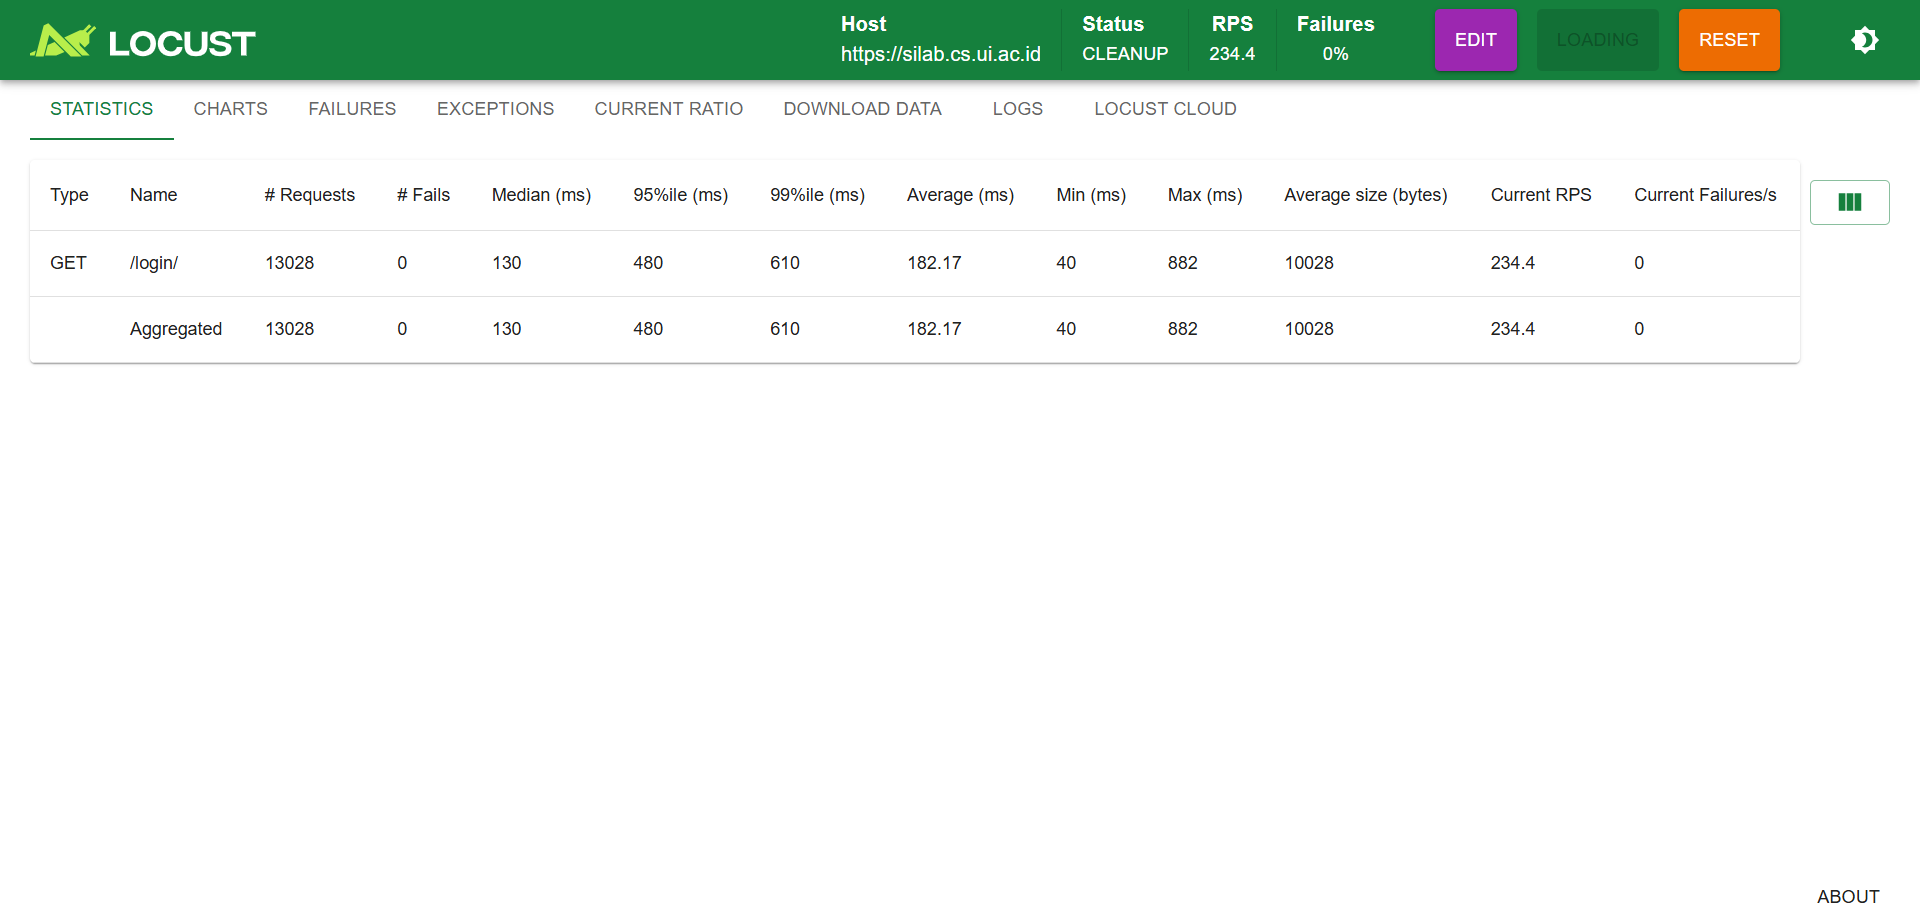 LOCUST
Host
https://silab.cs.ui.ac.id
Status
CLEANUP
RPS
234.4
Failures
0%
EDIT
LOADING
RESET
STATISTICS CHARTS FAILURES EXCEPTIONS CURRENT RATIO DOWNLOAD DATA LOGS LOCUST CLOUD
Type Name # Requests # Fails Median (ms) 95%ile (ms) 99%ile (ms) Average (ms) Min (ms) Max (ms) Average size (bytes) Current RPS Current Failures/s
GET /login/ 13028 0 130 480 610 182.17 40 882 10028 234.4 0
Aggregated 13028 0 130 480 610 182.17 40 882 10028 234.4 0
ABOUT